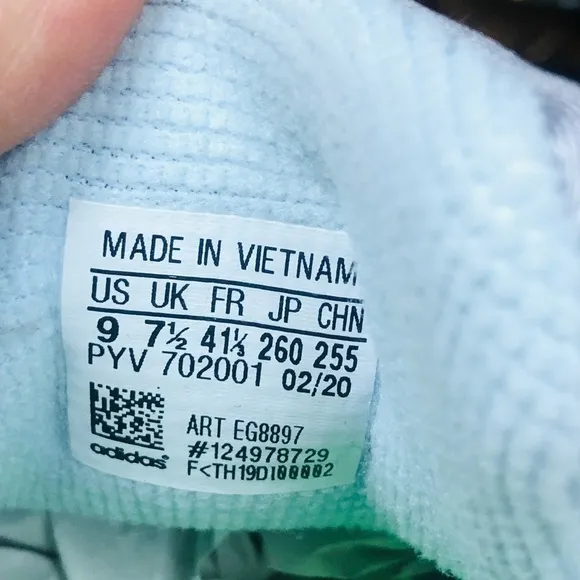 MADE IN VIETNAM
US UK FR JP CHN
9 7½ 41⅓ 260 255
PYV 702001 02/20
ART EG8897
#124978729
F<TH19DI00002
adidas